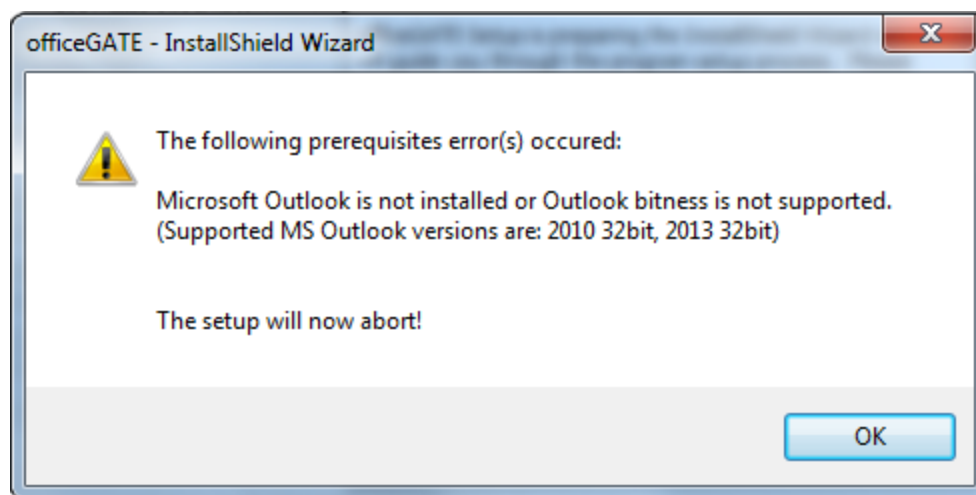 officeGATE - InstallShield Wizard
The following prerequisites error(s) occured:
Microsoft Outlook is not installed or Outlook bitness is not supported.
(Supported MS Outlook versions are: 2010 32bit, 2013 32bit)
The setup will now abort!
OK